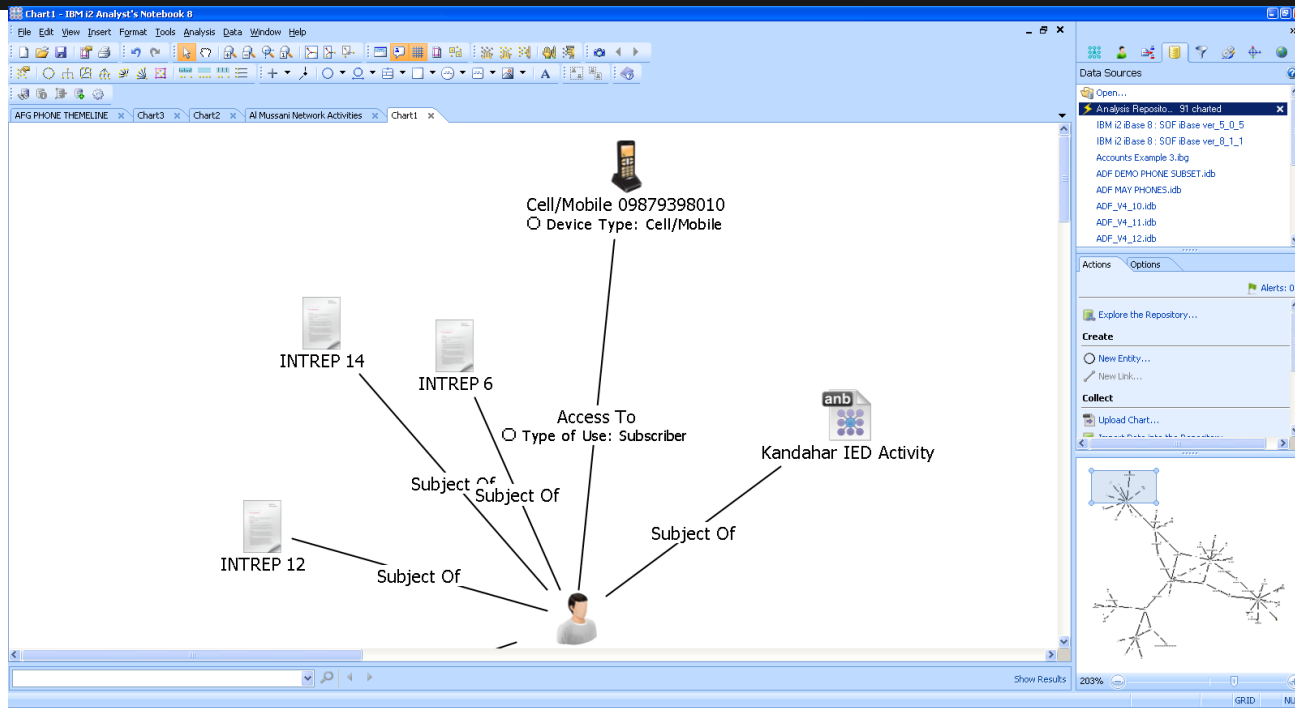 Chart1 - IBM i2 Analyst's Notebook 8
File Edit View Insert Format Tools Analysis Data Window Help
AFG PHONE THEMELINE Chart3 Chart2 Al Mussani Network Activities Chart1
Cell/Mobile 09879398010
Device Type: Cell/Mobile
INTREP 14
INTREP 6
Access To
Type of Use: Subscriber
anb
Kandahar IED Activity
Subject Of
Subject Of
Subject Of
INTREP 12
Subject Of
Show Results
Data Sources
Open...
Analysis Reposito... 91 charted
IBM i2 iBase 8 : SOF iBase ver_5_0_5
IBM i2 iBase 8 : SOF iBase ver_8_1_1
Accounts Example 3.ibg
ADF DEMO PHONE SUBSET.idb
ADF MAY PHONES.idb
ADF_V4_10.idb
ADF_V4_11.idb
ADF_V4_12.idb
Actions Options
Alerts: 0
Explore the Repository...
Create
New Entity...
New Link...
Collect
Upload Chart...
203%
GRID NU